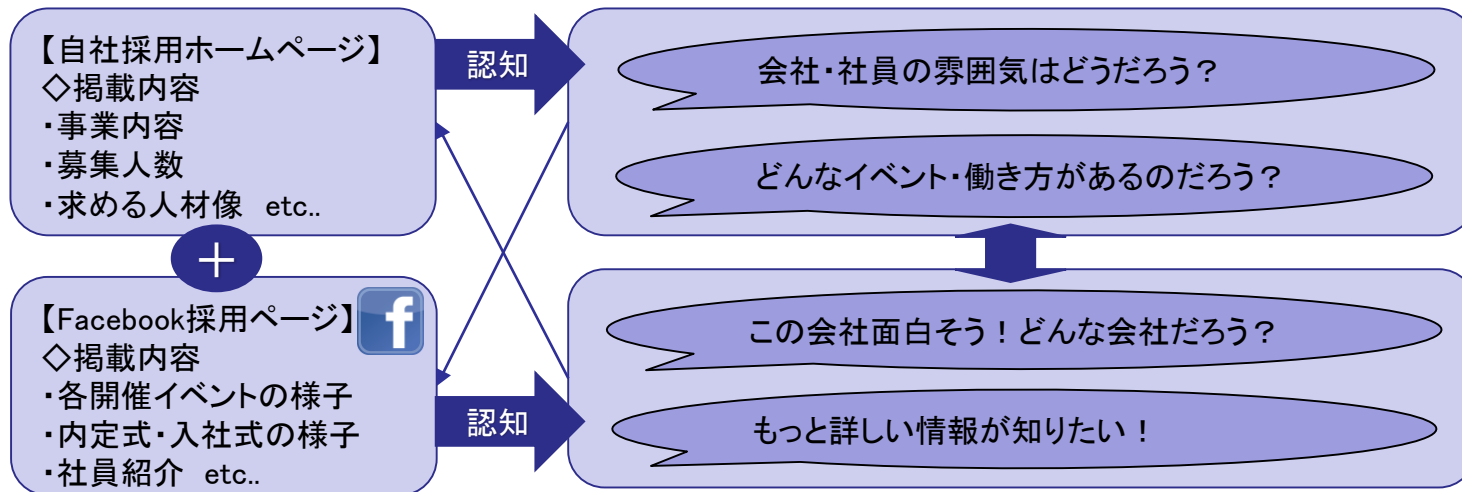 【自社採用ホームページ】
◇掲載内容
・事業内容
・募集人数
・求める人材像　etc..
認知
会社・社員の雰囲気はどうだろう？
どんなイベント・働き方があるのだろう？
＋
【Facebook採用ページ】
f
◇掲載内容
・各開催イベントの様子
・内定式・入社式の様子
・社員紹介　etc..
認知
この会社面白そう！どんな会社だろう？
もっと詳しい情報が知りたい！